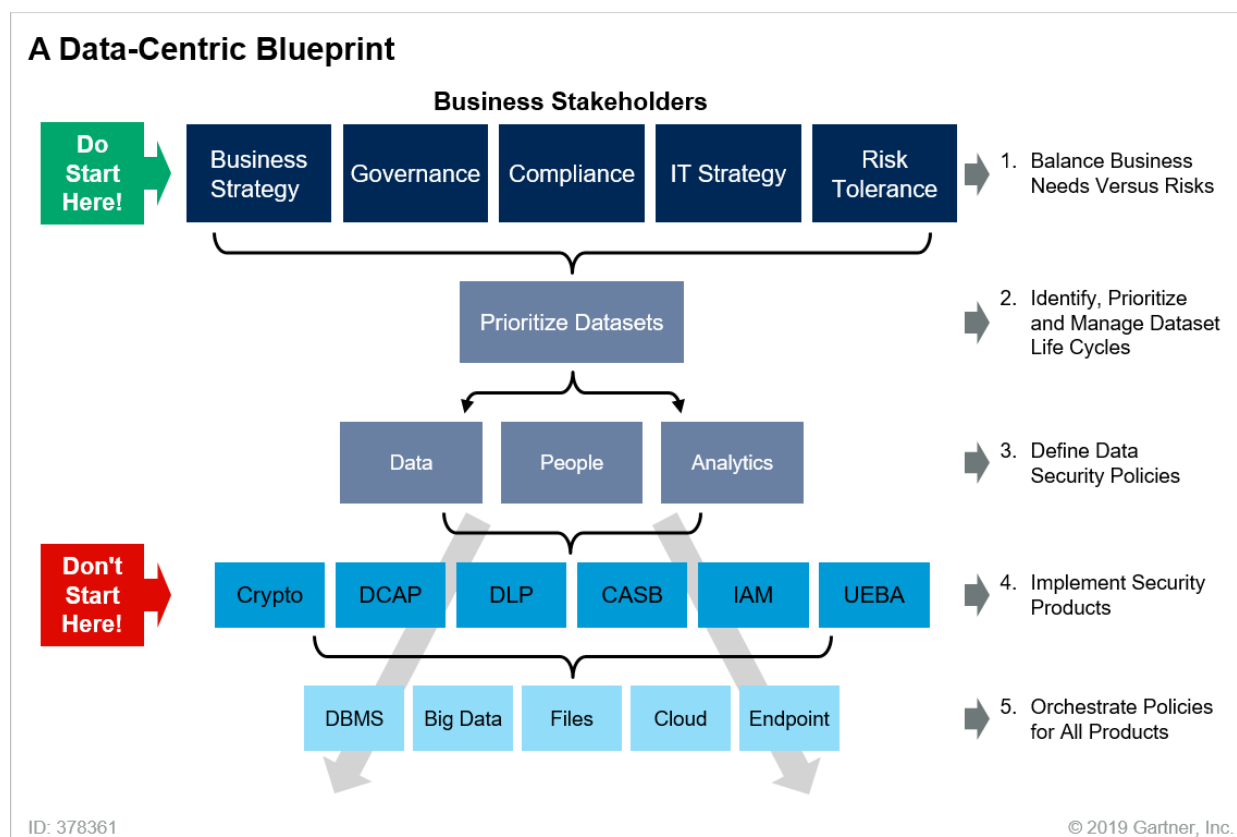 A Data-Centric Blueprint
Business Stakeholders
Do
Start
Here!
Business
Strategy
Governance
Compliance
IT Strategy
Risk
Tolerance
1. Balance Business
Needs Versus Risks
Prioritize Datasets
2. Identify, Prioritize
and Manage Dataset
Life Cycles
Data
People
Analytics
3. Define Data
Security Policies
Don't
Start
Here!
Crypto
DCAP
DLP
CASB
IAM
UEBA
4. Implement Security
Products
DBMS
Big Data
Files
Cloud
Endpoint
5. Orchestrate Policies
for All Products
ID: 378361
© 2019 Gartner, Inc.